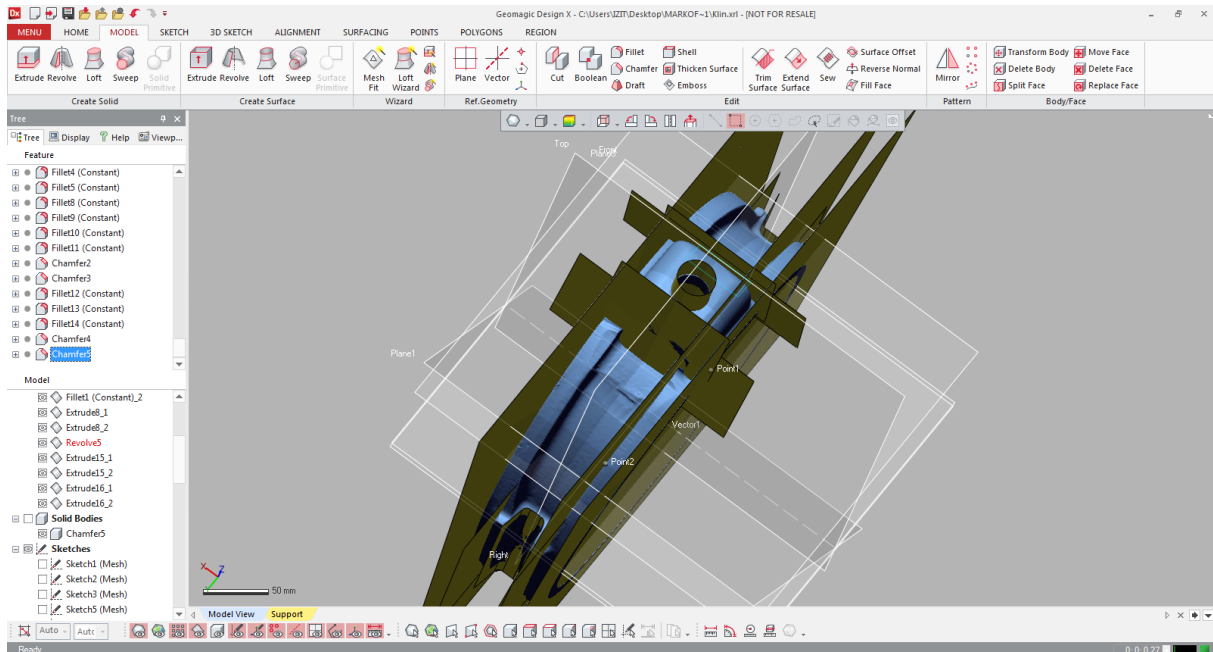 Dx Geomagic Design X - C:\Users\IZIT\Desktop\MARKOF~1\Klin.xrl - [NOT FOR RESALE]
MENU HOME MODEL SKETCH 3D SKETCH ALIGNMENT SURFACING POINTS POLYGONS REGION
Extrude Revolve Loft Sweep Solid Primitive
Create Solid
Extrude Revolve Loft Sweep Surface Primitive
Create Surface
Mesh Fit Loft Wizard
Wizard
Plane Vector
Ref.Geometry
Cut Boolean Fillet Chamfer Draft Shell Thicken Surface Emboss Trim Surface Extend Surface Sew Surface Offset Reverse Normal Fill Face
Edit
Mirror
Pattern
Transform Body Delete Body Split Face Move Face Delete Face Replace Face
Body/Face
Tree
Tree Display Help Viewp...
Feature
Fillet4 (Constant)
Fillet5 (Constant)
Fillet8 (Constant)
Fillet9 (Constant)
Fillet10 (Constant)
Fillet11 (Constant)
Chamfer2
Chamfer3
Fillet12 (Constant)
Fillet13 (Constant)
Fillet14 (Constant)
Chamfer4
Chamfer5
Model
Fillet1 (Constant)_2
Extrude8_1
Extrude8_2
Revolve5
Extrude15_1
Extrude15_2
Extrude16_1
Extrude16_2
Solid Bodies
Chamfer5
Sketches
Sketch1 (Mesh)
Sketch2 (Mesh)
Sketch3 (Mesh)
Sketch5 (Mesh)
Top
Front
Plane1
Point1
Vector1
Point2
Right
X Z
50 mm
Model View Support
Auto Autc
Ready
0: 0: 0.27